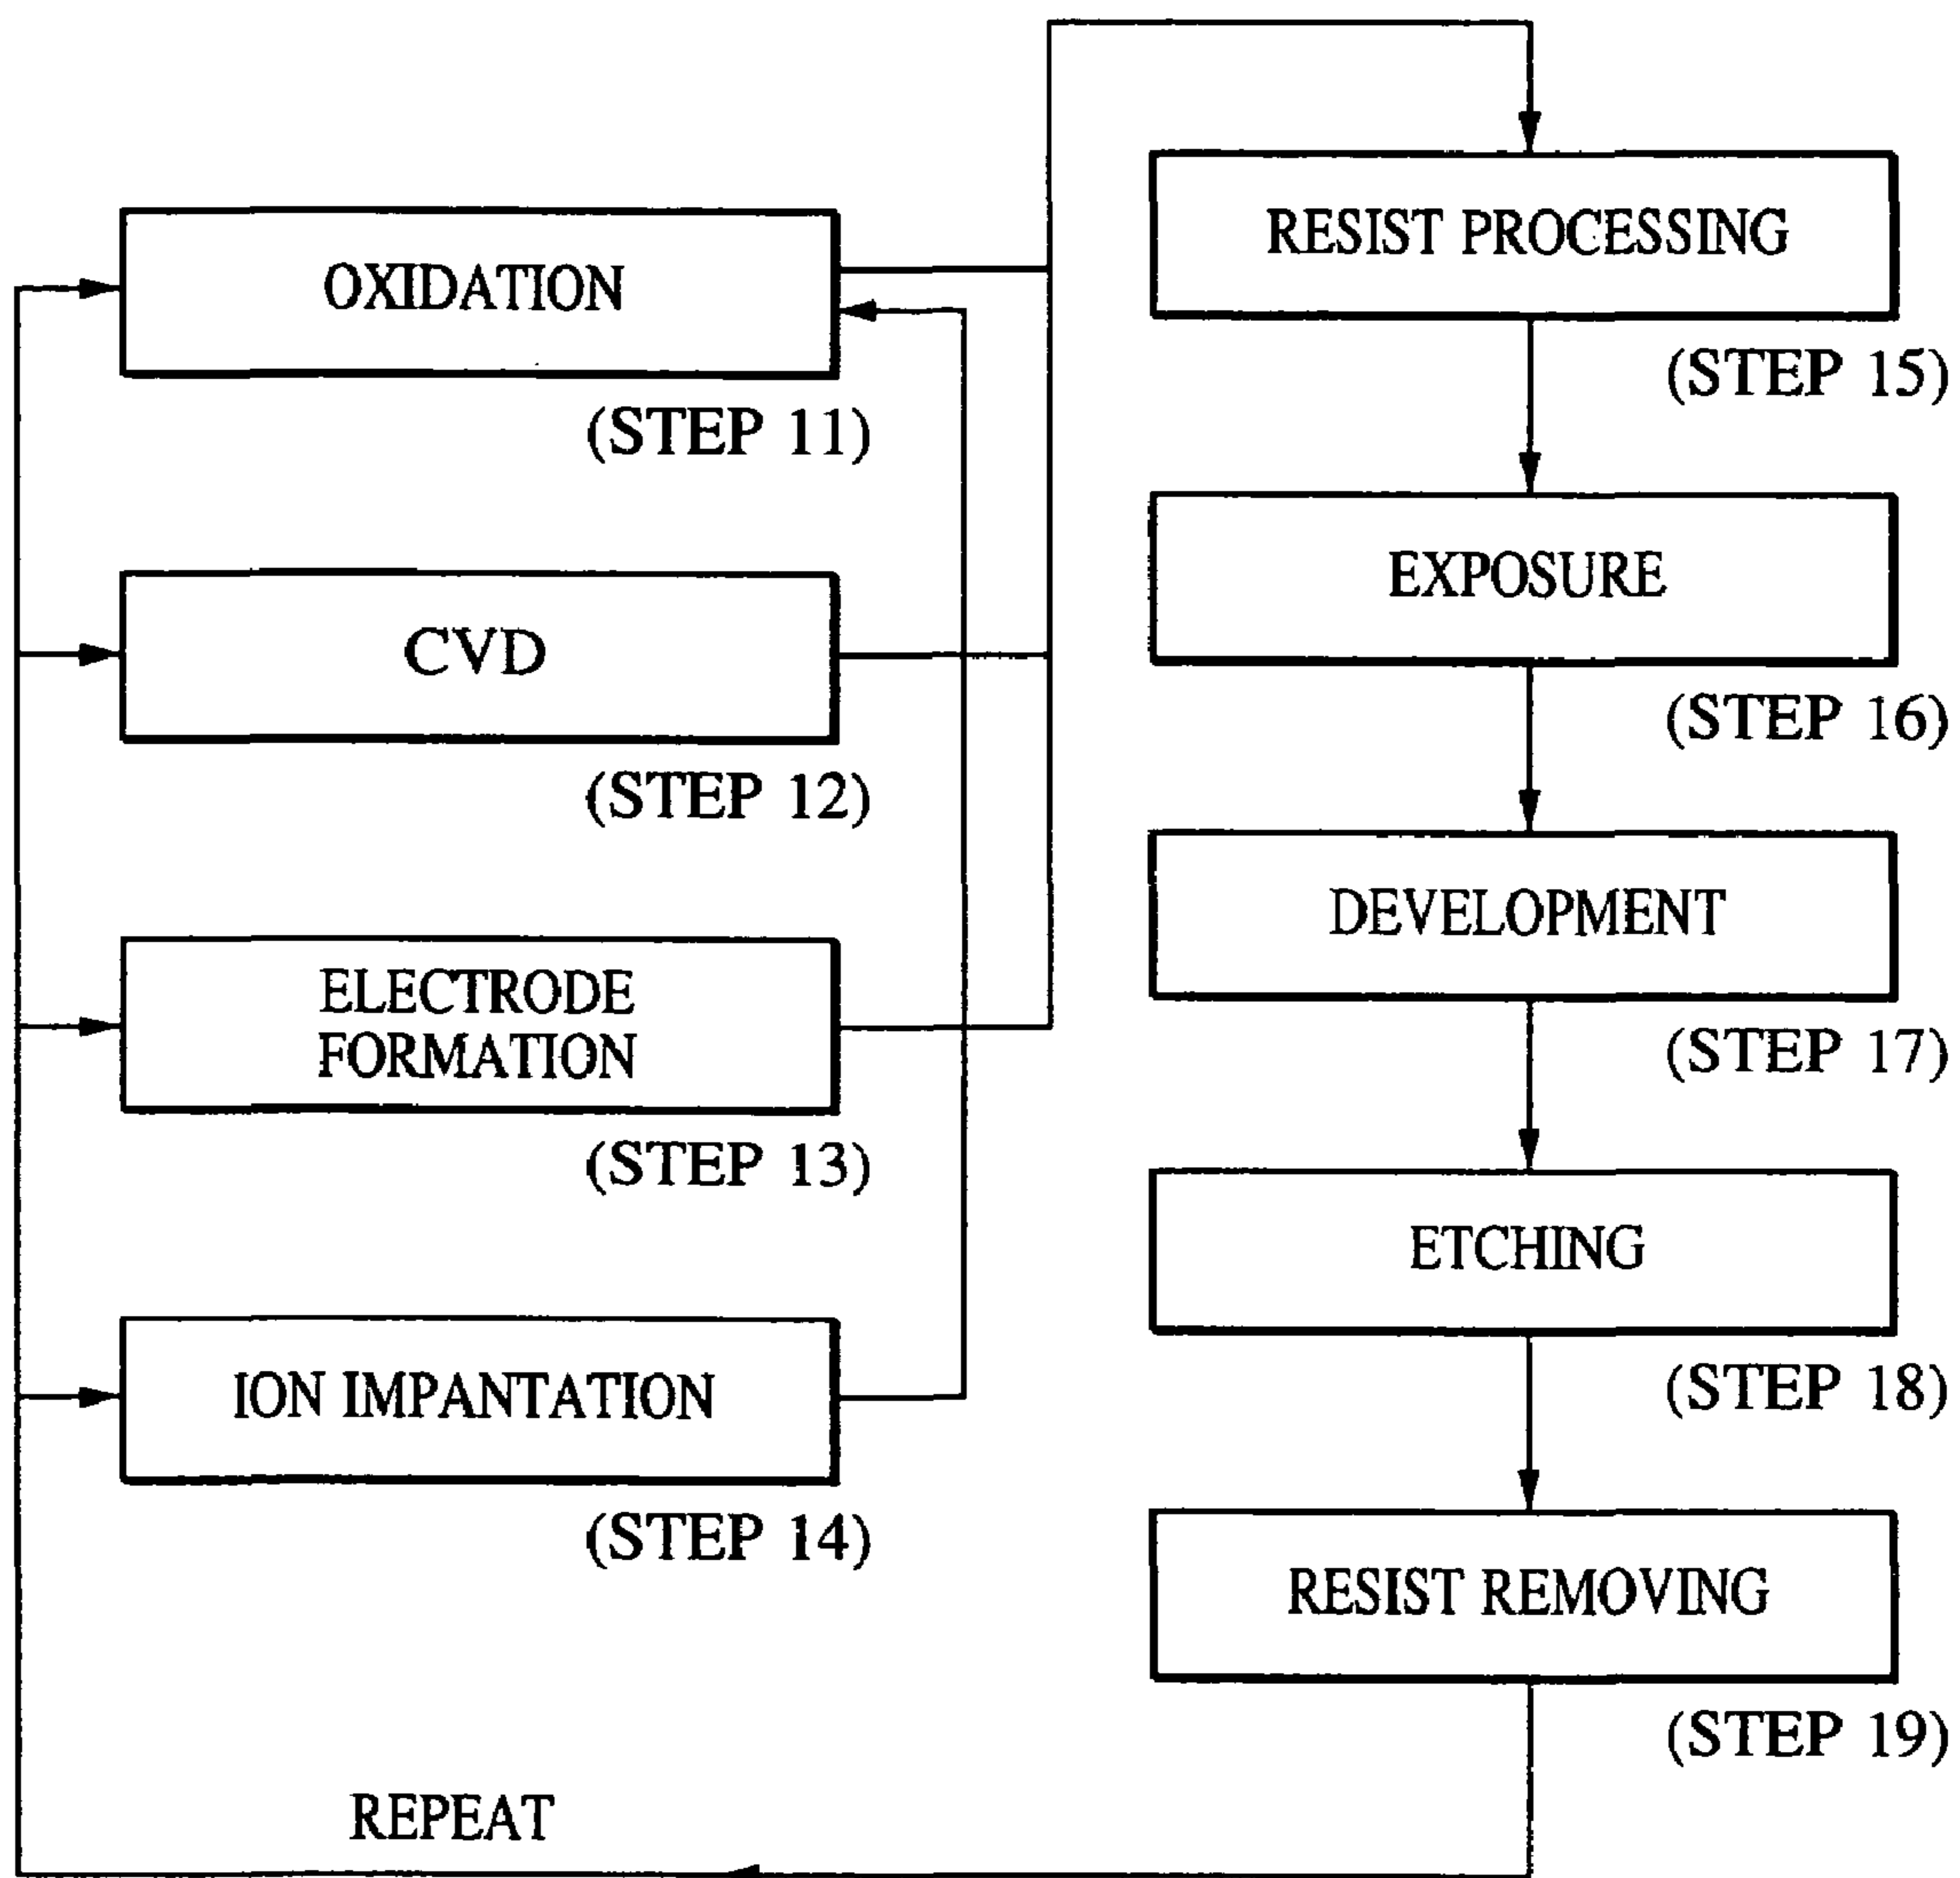 OXIDATION
(STEP 11)
CVD
(STEP 12)
ELECTRODE
FORMATION
(STEP 13)
ION IMPANTATION
(STEP 14)
RESIST PROCESSING
(STEP 15)
EXPOSURE
(STEP 16)
DEVELOPMENT
(STEP 17)
ETCHING
(STEP 18)
RESIST REMOVING
(STEP 19)
REPEAT